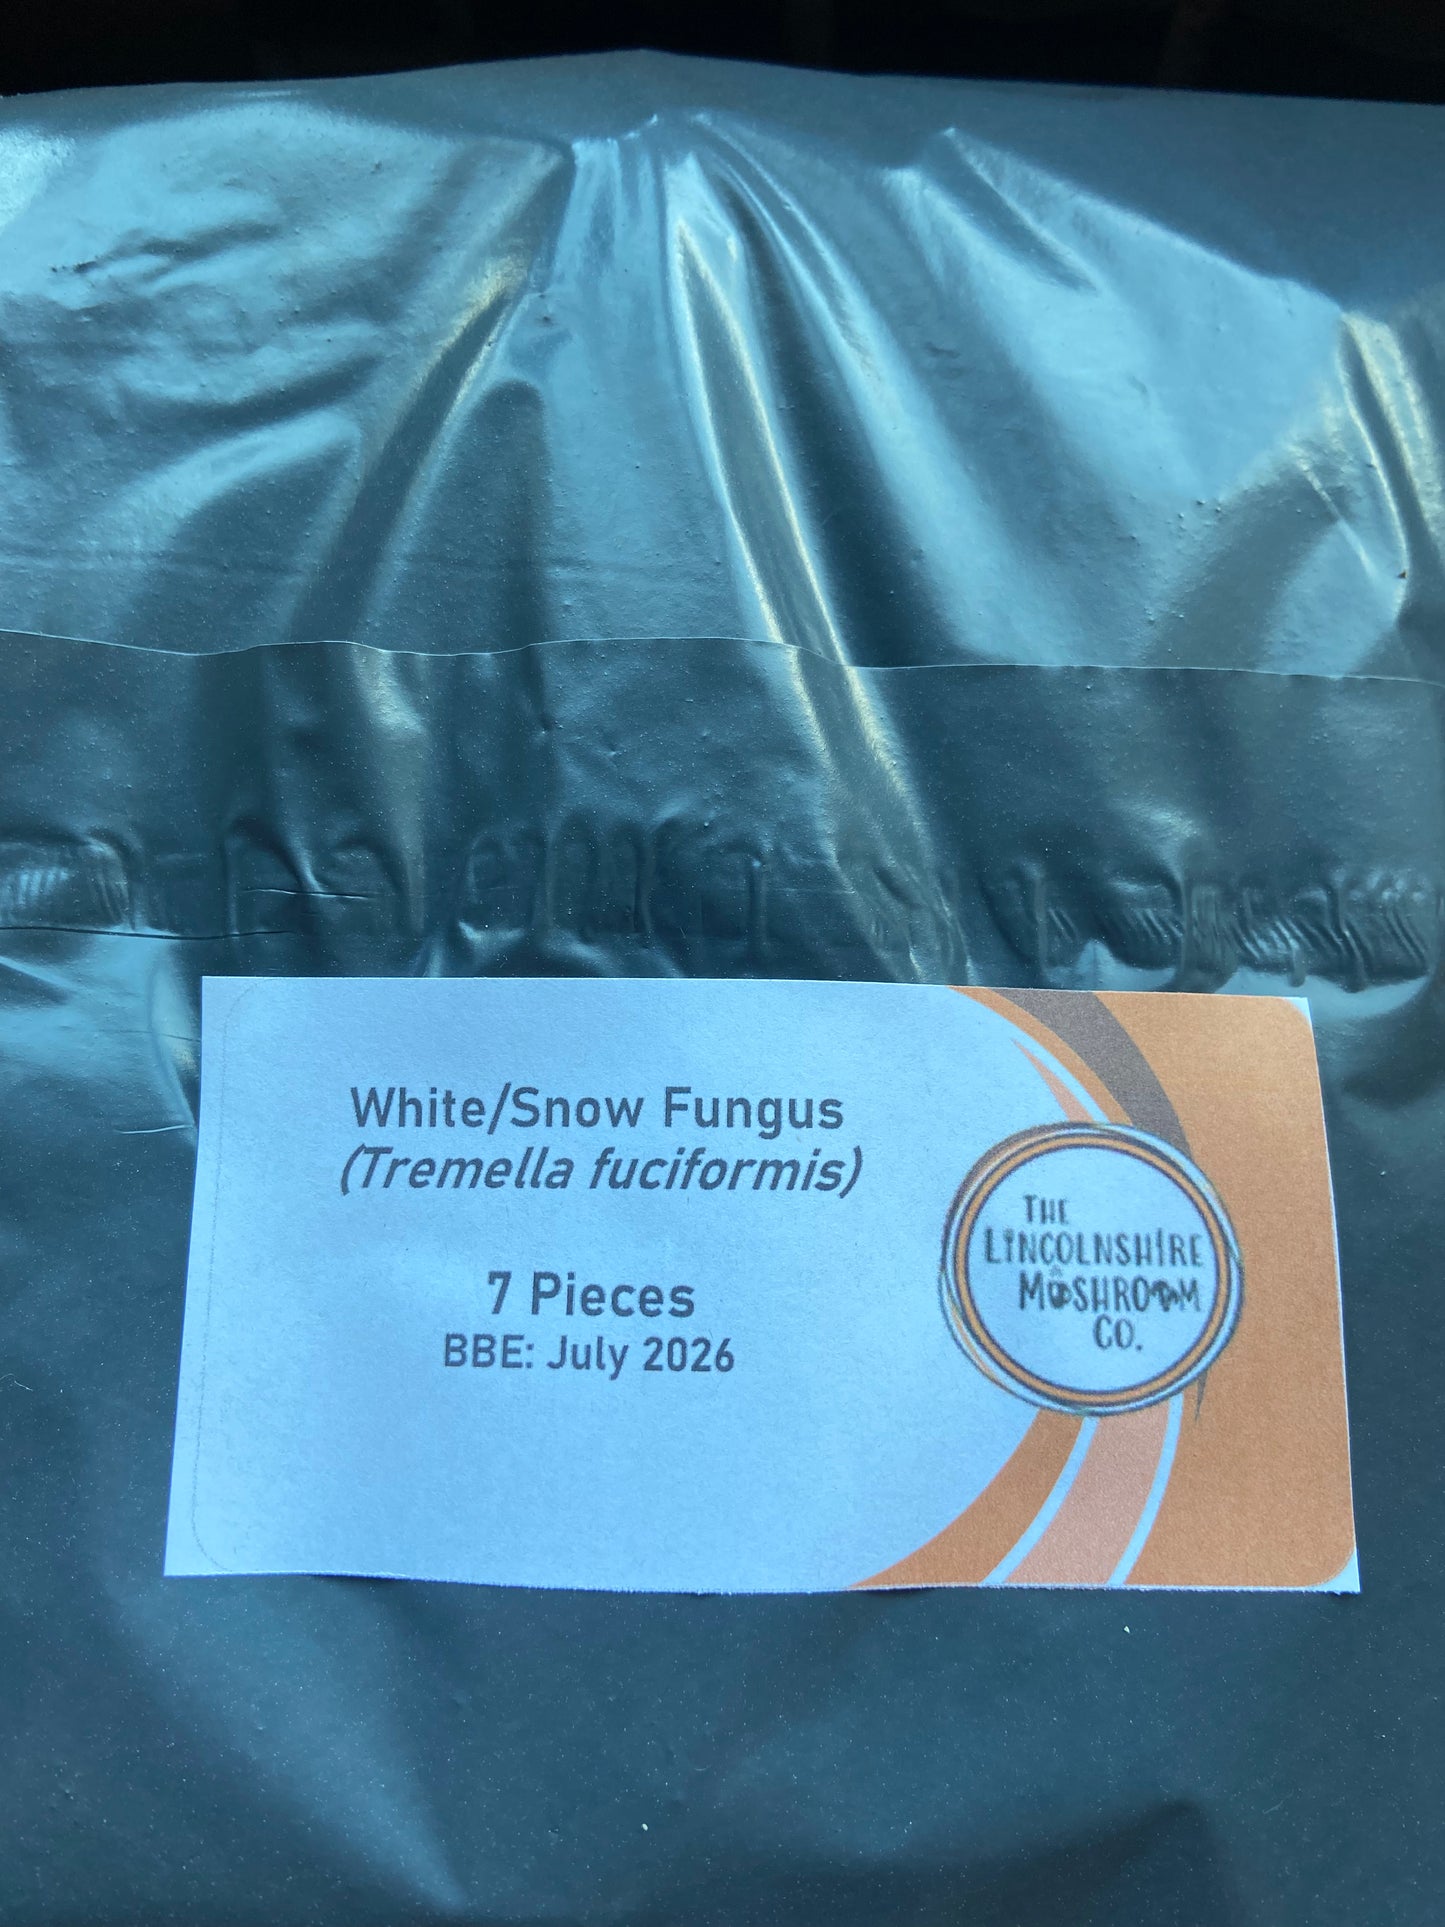 White/Snow Fungus
(Tremella fuciformis)
7 Pieces
BBE: July 2026
THE
LINCOLNSHIRE
MUSHROOM
CO.